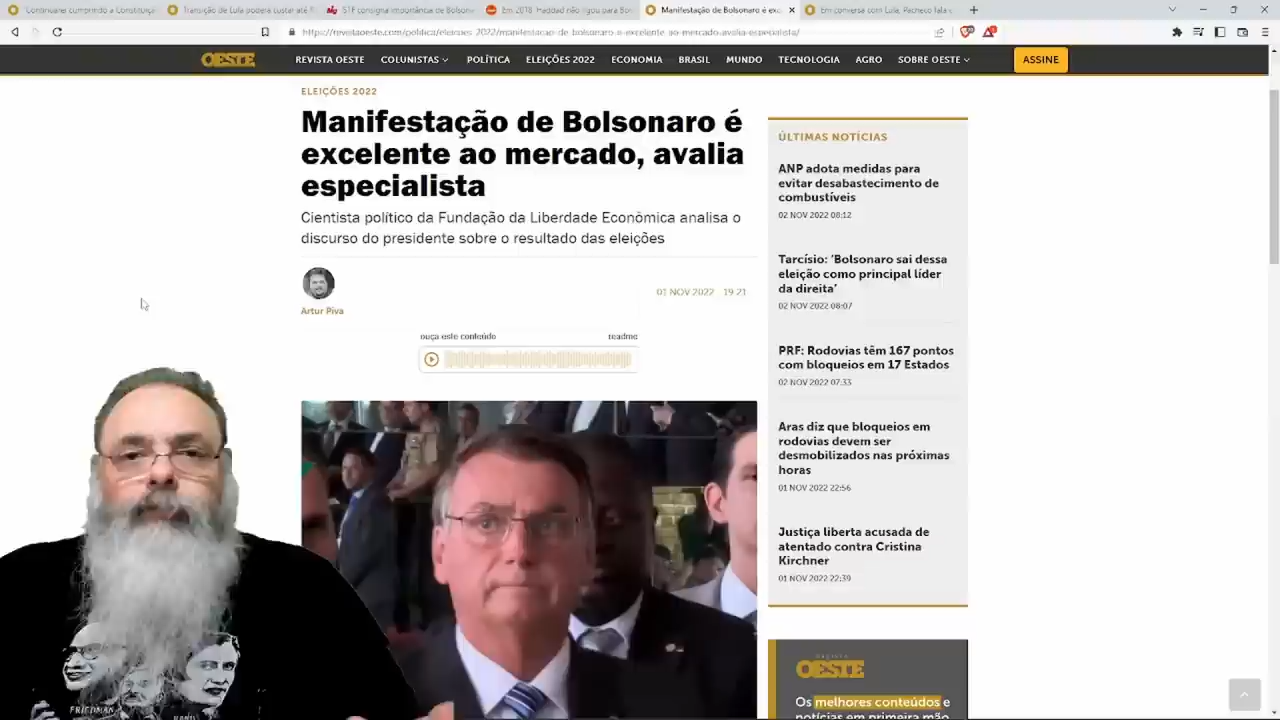 Continuarei cumprindo a Constituiçã
Transição de Lula poderá custar até R
STF consigna importância de Bolson
Em 2018, Haddad não ligou para Bol
Manifestação de Bolsonaro é exc
Em conversa com Lula, Pacheco fala e
https://revistaoeste.com/politica/eleicoes-2022/manifestacao-de-bolsonaro-e-excelente-ao-mercado-avalia-especialista/
OESTE
REVISTA OESTE
COLUNISTAS
POLÍTICA
ELEIÇÕES 2022
ECONOMIA
BRASIL
MUNDO
TECNOLOGIA
AGRO
SOBRE OESTE
ASSINE
ELEIÇÕES 2022
Manifestação de Bolsonaro é
excelente ao mercado, avalia
especialista
Cientista político da Fundação da Liberdade Econômica analisa o
discurso do presidente sobre o resultado das eleições
Artur Piva
01 NOV 2022 - 19:21
ouça este conteúdo
readme
ÚLTIMAS NOTÍCIAS
ANP adota medidas para
evitar desabastecimento de
combustíveis
02 NOV 2022 08:12
Tarcísio: ‘Bolsonaro sai dessa
eleição como principal líder
da direita’
02 NOV 2022 08:07
PRF: Rodovias têm 167 pontos
com bloqueios em 17 Estados
02 NOV 2022 07:33
Aras diz que bloqueios em
rodovias devem ser
desmobilizados nas próximas
horas
01 NOV 2022 22:56
Justiça liberta acusada de
atentado contra Cristina
Kirchner
01 NOV 2022 22:39
revista
OESTE
Os melhores conteúdos e
notícias em primeira mão
FRIEDMAN
RAND